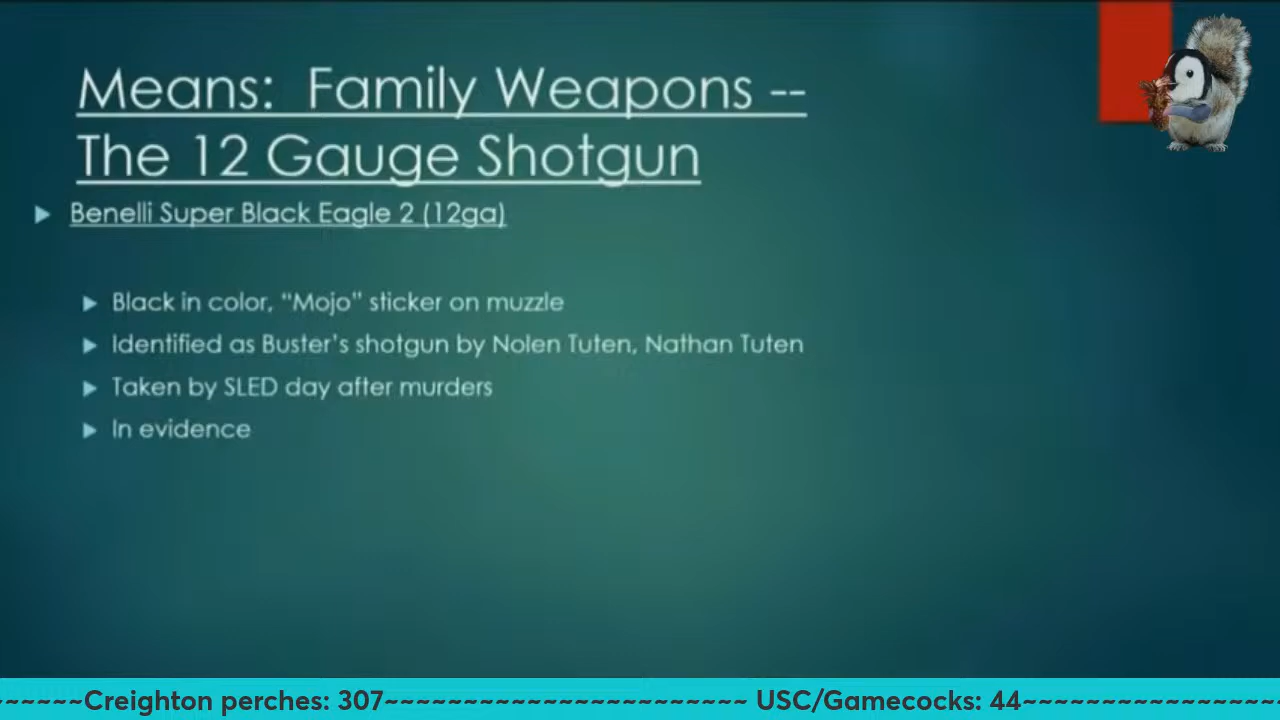 Means:  Family Weapons --
The 12 Gauge Shotgun
Benelli Super Black Eagle 2 (12ga)
Black in color, “Mojo” sticker on muzzle
Identified as Buster’s shotgun by Nolen Tuten, Nathan Tuten
Taken by SLED day after murders
In evidence
~~~~~~Creighton perches: 307~~~~~~~~~~~~~~~~~~~~~~~ USC/Gamecocks: 44~~~~~~~~~~~~~~~~